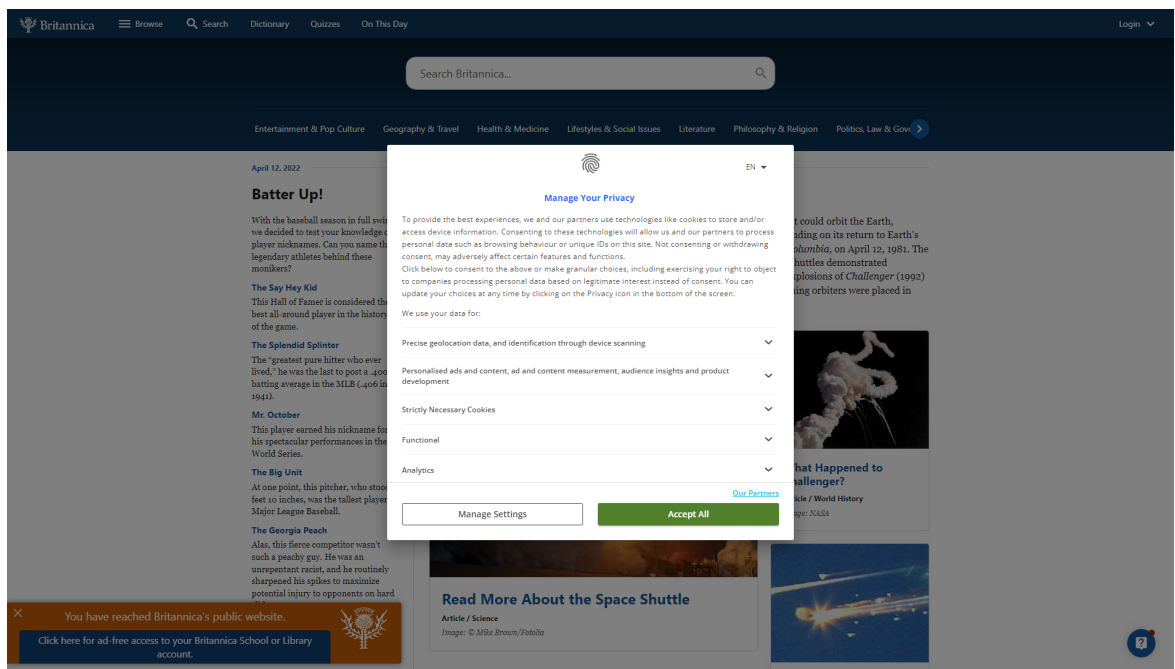 Britannica
Browse
Search
Dictionary
Quizzes
On This Day
Login
Search Britannica...
Entertainment & Pop Culture
Geography & Travel
Health & Medicine
Lifestyles & Social Issues
Literature
Philosophy & Religion
Politics, Law & Gov
April 12, 2022
Batter Up!
With the baseball season in full swi
we decided to test your knowledge o
player nicknames. Can you name th
legendary athletes behind these
monikers?
The Say Hey Kid
This Hall of Famer is considered the
best all-around player in the history
of the game.
The Splendid Splinter
The "greatest pure hitter who ever
lived," he was the last to post a .400
batting average in the MLB (.406 in
1941).
Mr. October
This player earned his nickname for
his spectacular performances in the
World Series.
The Big Unit
At one point, this pitcher, who stoo
feet 10 inches, was the tallest player
Major League Baseball.
The Georgia Peach
Alas, this fierce competitor wasn't
such a peachy guy. He was an
unrepentant racist, and he routinely
sharpened his spikes to maximize
potential injury to opponents on hard
EN
Manage Your Privacy
To provide the best experiences, we and our partners use technologies like cookies to store and/or
access device information. Consenting to these technologies will allow us and our partners to process
personal data such as browsing behaviour or unique IDs on this site. Not consenting or withdrawing
consent, may adversely affect certain features and functions.
Click below to consent to the above or make granular choices, including exercising your right to object
to companies processing personal data based on legitimate interest instead of consent. You can
update your choices at any time by clicking on the Privacy icon in the bottom of the screen.
We use your data for:
Precise geolocation data, and identification through device scanning
Personalised ads and content, ad and content measurement, audience insights and product
development
Strictly Necessary Cookies
Functional
Analytics
Our Partners
Manage Settings
Accept All
t could orbit the Earth,
nding on its return to Earth's
olumbia, on April 12, 1981. The
huttles demonstrated
xplosions of Challenger (1992)
ning orbiters were placed in
hat Happened to
hallenger?
icle / World History
age: NASA
Read More About the Space Shuttle
Article / Science
Image: © Mike Brown/Fotolia
You have reached Britannica's public website.
Click here for ad-free access to your Britannica School or Library
account.